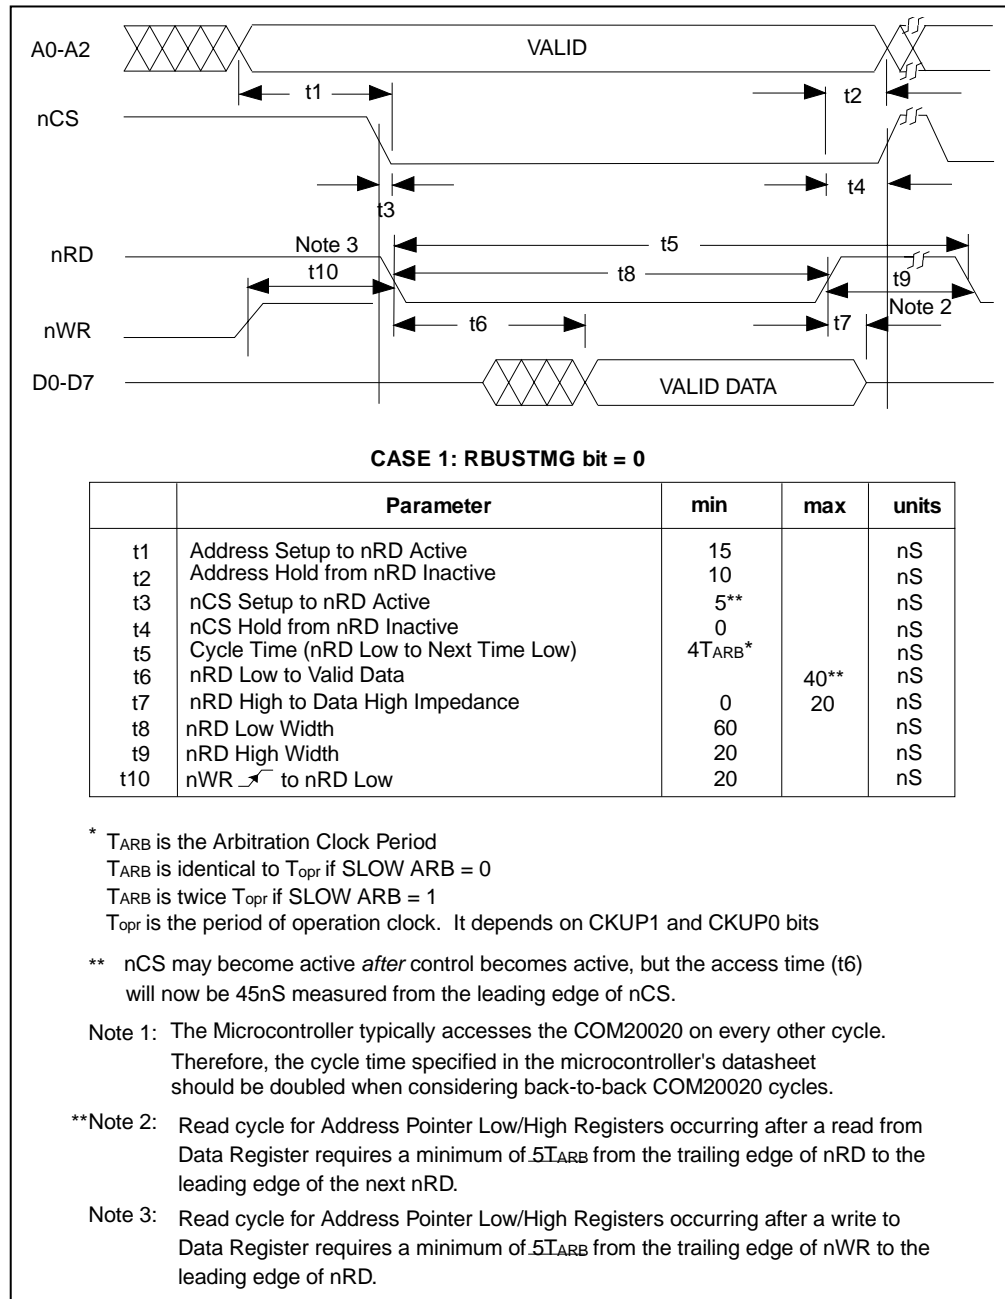 A0-A2
VALID
t1
t2
nCS
t3
t4
nRD
Note 3
t5
t10
t8
t9
Note 2
nWR
t6
t7
D0-D7
VALID DATA
CASE 1: RBUSTMG bit = 0
Parameter min max units
t1 Address Setup to nRD Active 15 nS
t2 Address Hold from nRD Inactive 10 nS
t3 nCS Setup to nRD Active 5** nS
t4 nCS Hold from nRD Inactive 0 nS
t5 Cycle Time (nRD Low to Next Time Low) 4TARB* nS
t6 nRD Low to Valid Data 40** nS
t7 nRD High to Data High Impedance 0 20 nS
t8 nRD Low Width 60 nS
t9 nRD High Width 20 nS
t10 nWR to nRD Low 20 nS
* TARB is the Arbitration Clock Period
TARB is identical to Topr if SLOW ARB = 0
TARB is twice Topr if SLOW ARB = 1
Topr is the period of operation clock. It depends on CKUP1 and CKUP0 bits
** nCS may become active after control becomes active, but the access time (t6)
will now be 45nS measured from the leading edge of nCS.
Note 1: The Microcontroller typically accesses the COM20020 on every other cycle.
Therefore, the cycle time specified in the microcontroller's datasheet
should be doubled when considering back-to-back COM20020 cycles.
**Note 2: Read cycle for Address Pointer Low/High Registers occurring after a read from
Data Register requires a minimum of 5TARB from the trailing edge of nRD to the
leading edge of the next nRD.
Note 3: Read cycle for Address Pointer Low/High Registers occurring after a write to
Data Register requires a minimum of 5TARB from the trailing edge of nWR to the
leading edge of nRD.